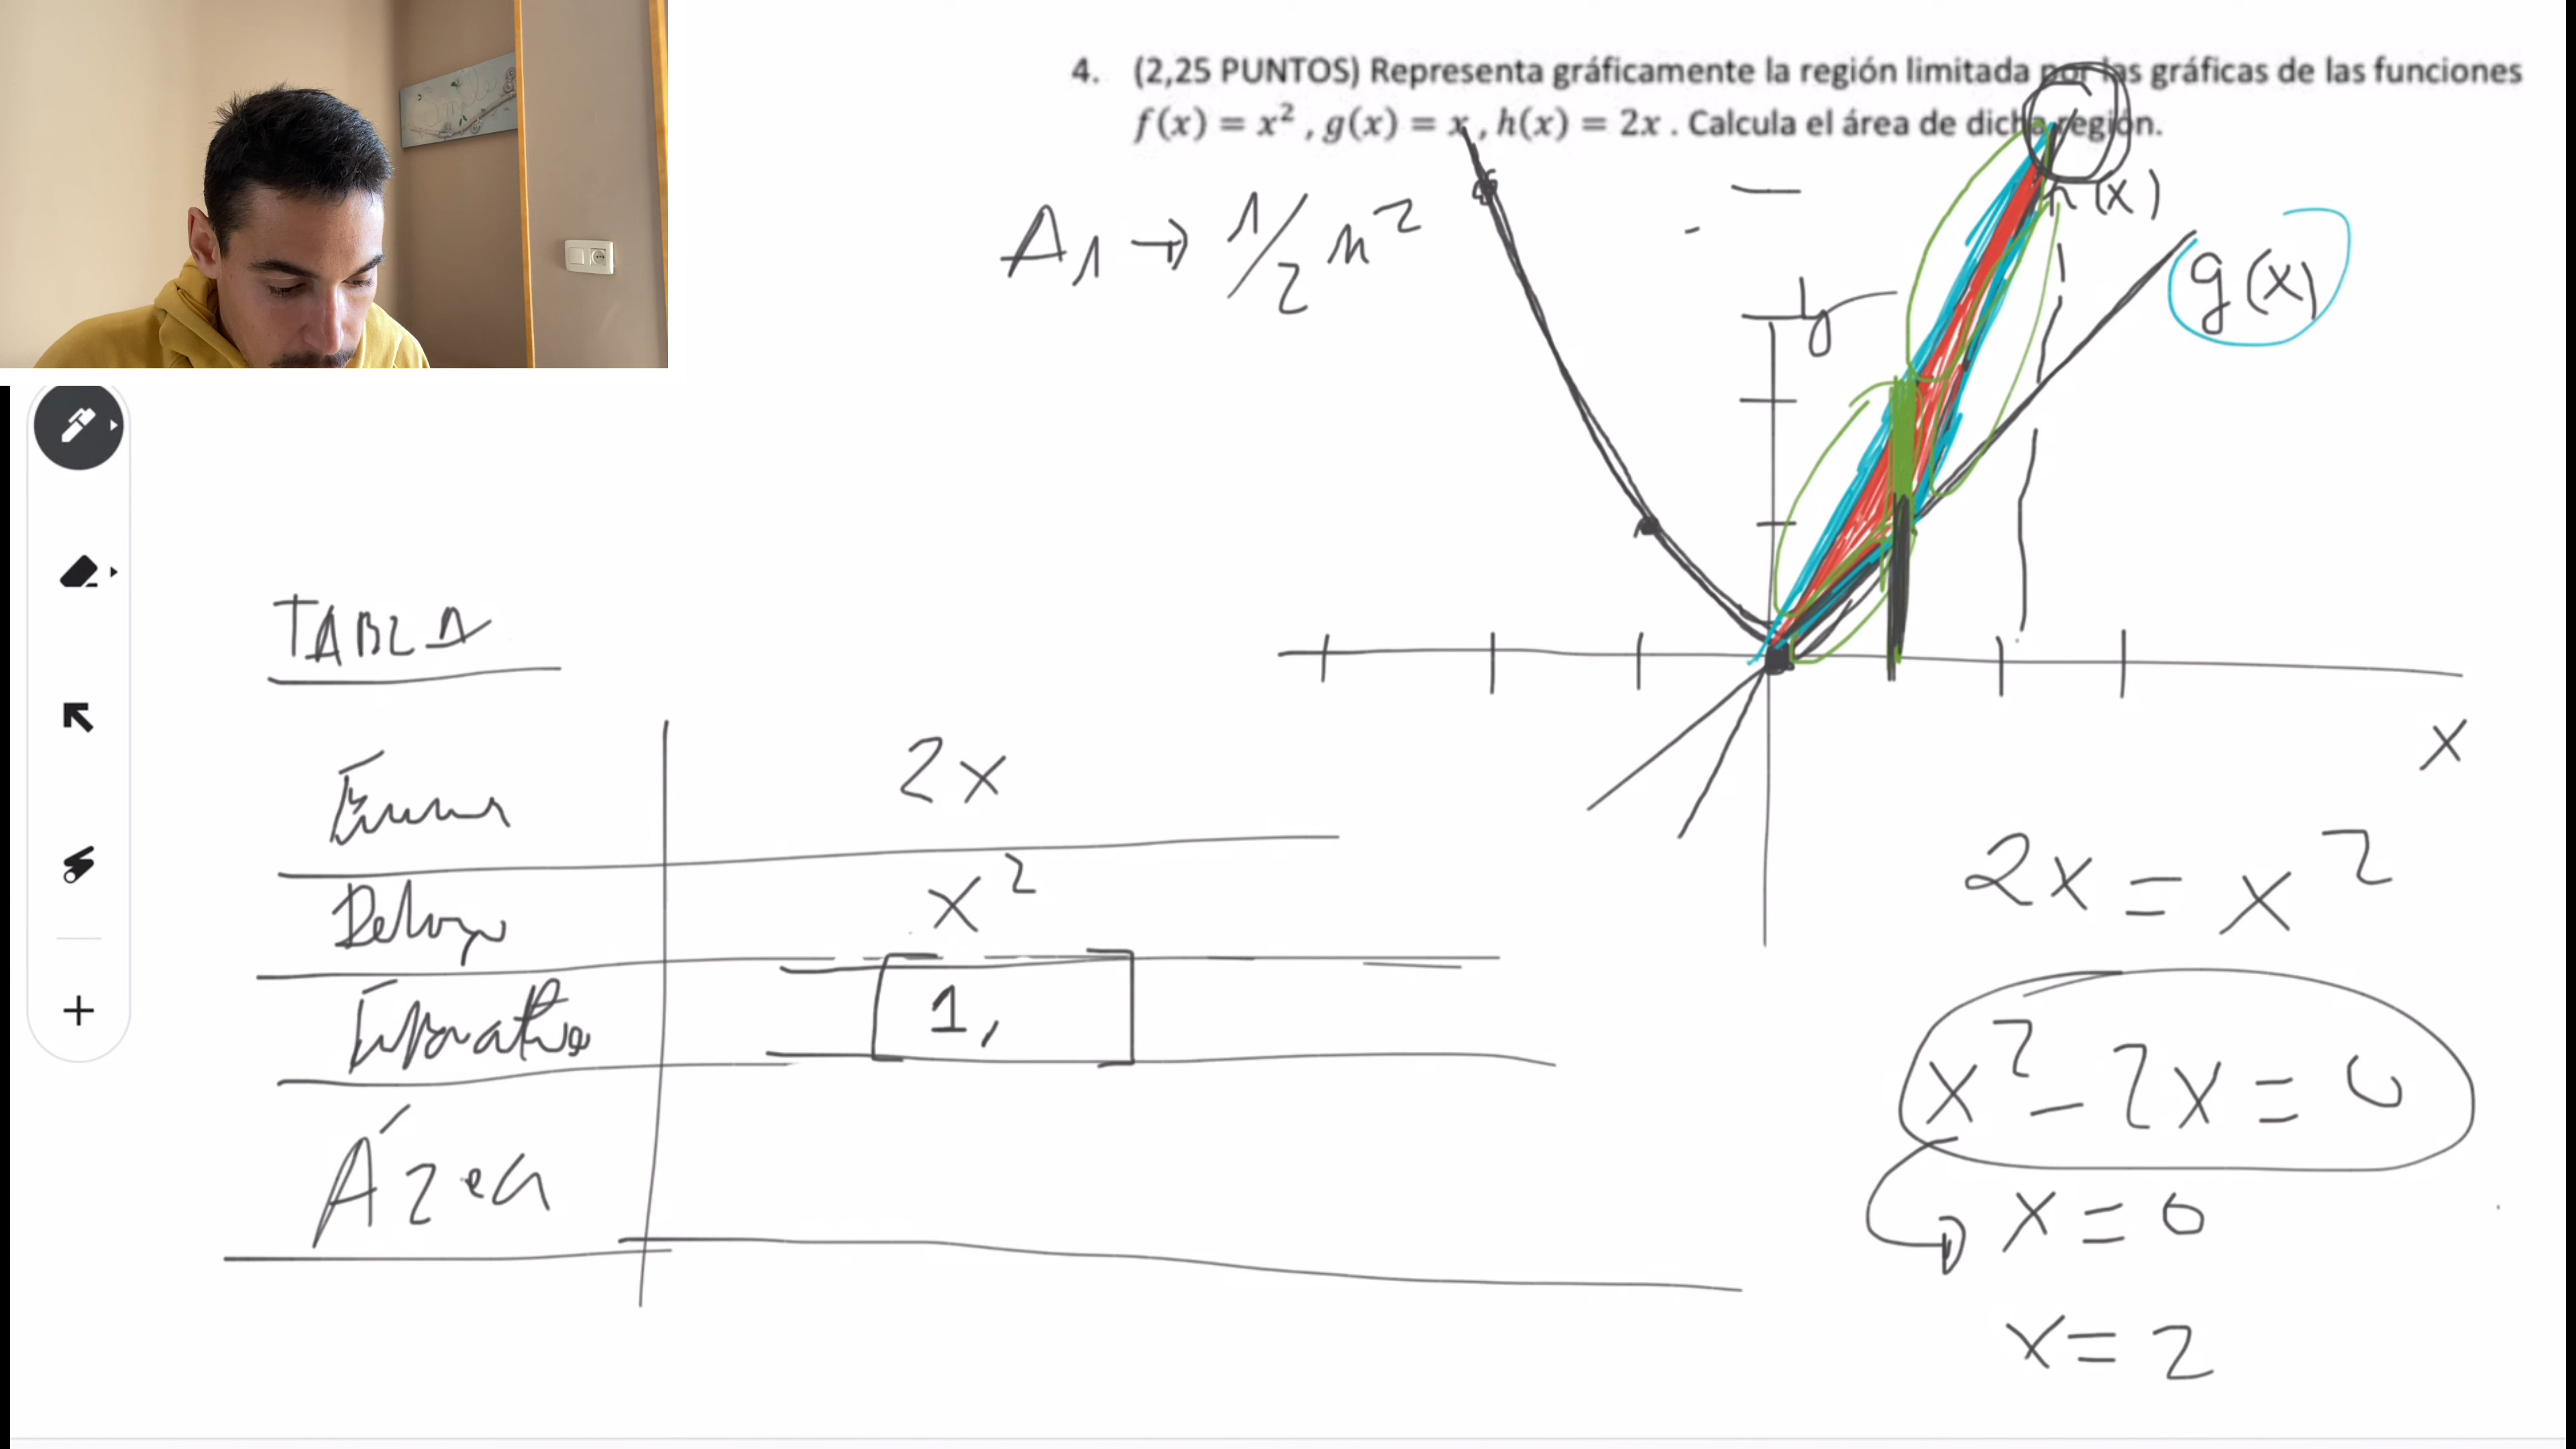 4. (2,25 PUNTOS) Representa gráficamente la región limitada por las gráficas de las funciones
f(x) = x² , g(x) = x , h(x) = 2x . Calcula el área de dicha región.
A1 → 1/2 u²
h(x)
g(x)
y
x
TABLA
2x
x²
1,
Área
2x = x²
x² - 2x = 0
x = 0
x = 2